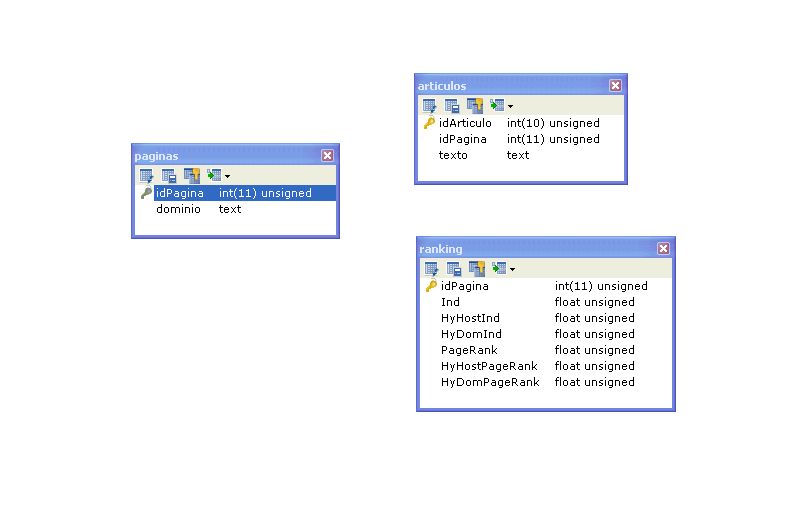 paginas
idPagina int(11) unsigned
dominio text
articulos
idArticulo int(10) unsigned
idPagina int(11) unsigned
texto text
ranking
idPagina int(11) unsigned
Ind float unsigned
HyHostInd float unsigned
HyDomInd float unsigned
PageRank float unsigned
HyHostPageRank float unsigned
HyDomPageRank float unsigned